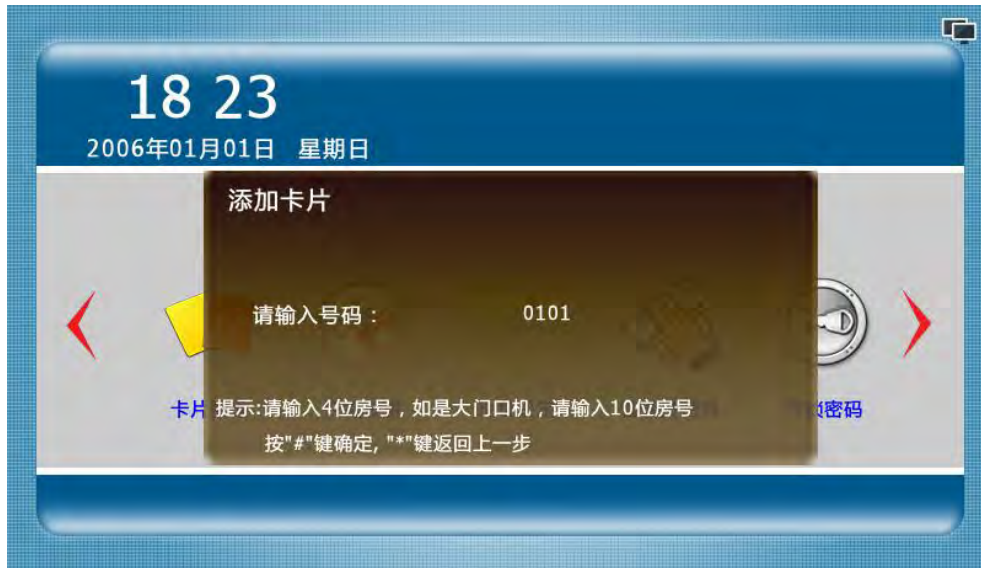 18 23
2006年01月01日 星期日
添加卡片
请输入号码： 0101
卡片
提示:请输入4位房号，如是大门口机，请输入10位房号
锁密码
按"#"键确定, "*"键返回上一步